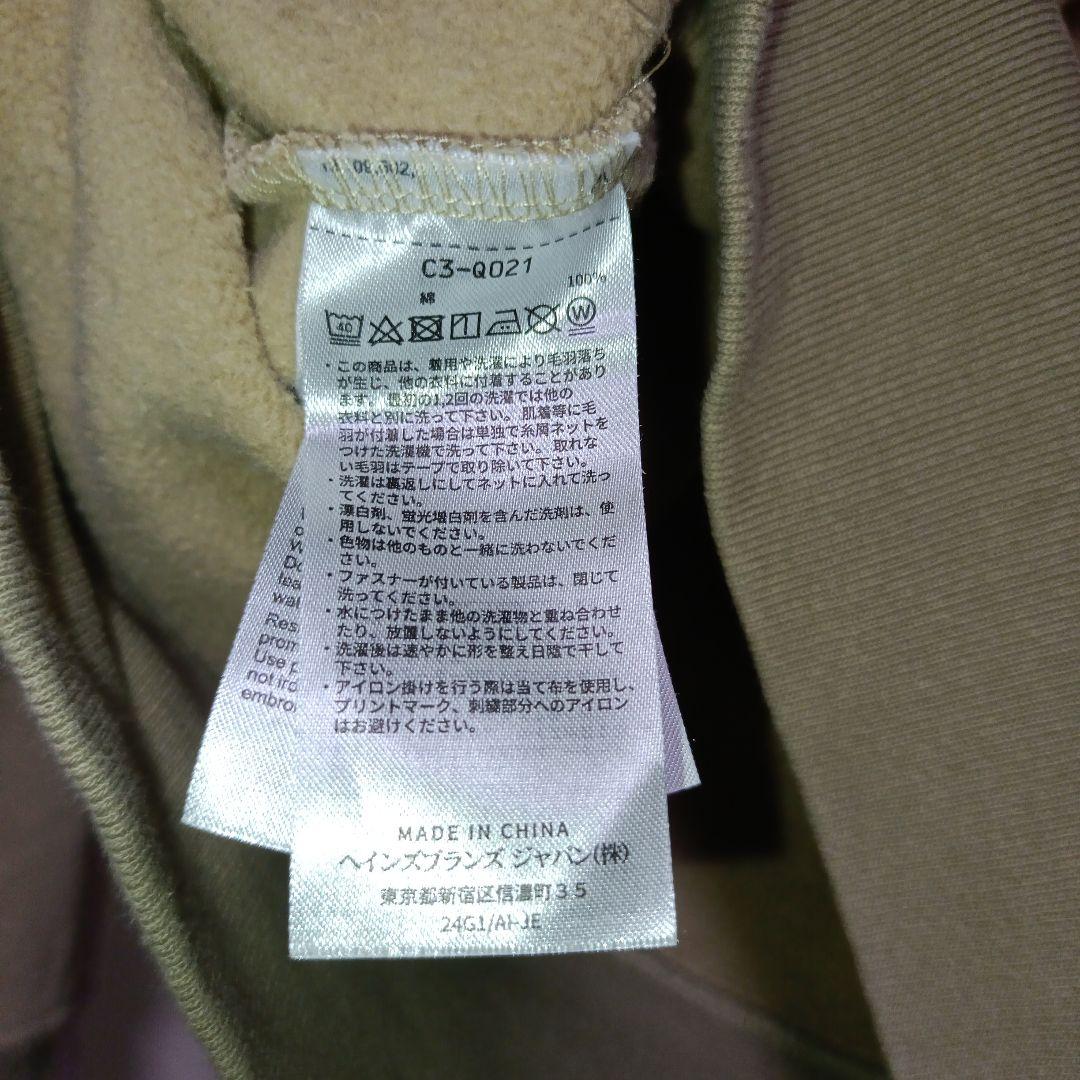 C3-Q021
100%
綿
40
W
・この商品は、着用や洗濯により毛羽落ち
が生じ、他の衣料に付着することがあり
ます。最初の1,2回の洗濯では他の
衣料と別に洗って下さい。肌着等に毛
羽が付着した場合は単独で糸屑ネットを
つけた洗濯機で洗って下さい。取れな
い毛羽はテープで取り除いて下さい。
・洗濯は裏返しにしてネットに入れて洗っ
てください。
・漂白剤、蛍光増白剤を含んだ洗剤は、使
用しないでください。
・色物は他のものと一緒に洗わないでくだ
さい。
・ファスナーが付いている製品は、閉じて
洗ってください。
・水につけたまま他の洗濯物と重ね合わせ
たり、放置しないようにしてください。
・洗濯後は速やかに形を整え日陰で干して
下さい。
・アイロン掛けを行う際は当て布を使用し、
プリントマーク、刺繍部分へのアイロン
はお避けください。
MADE IN CHINA
ヘインズブランズ ジャパン(株)
東京都新宿区信濃町35
24G1/AI-JE
Use
not